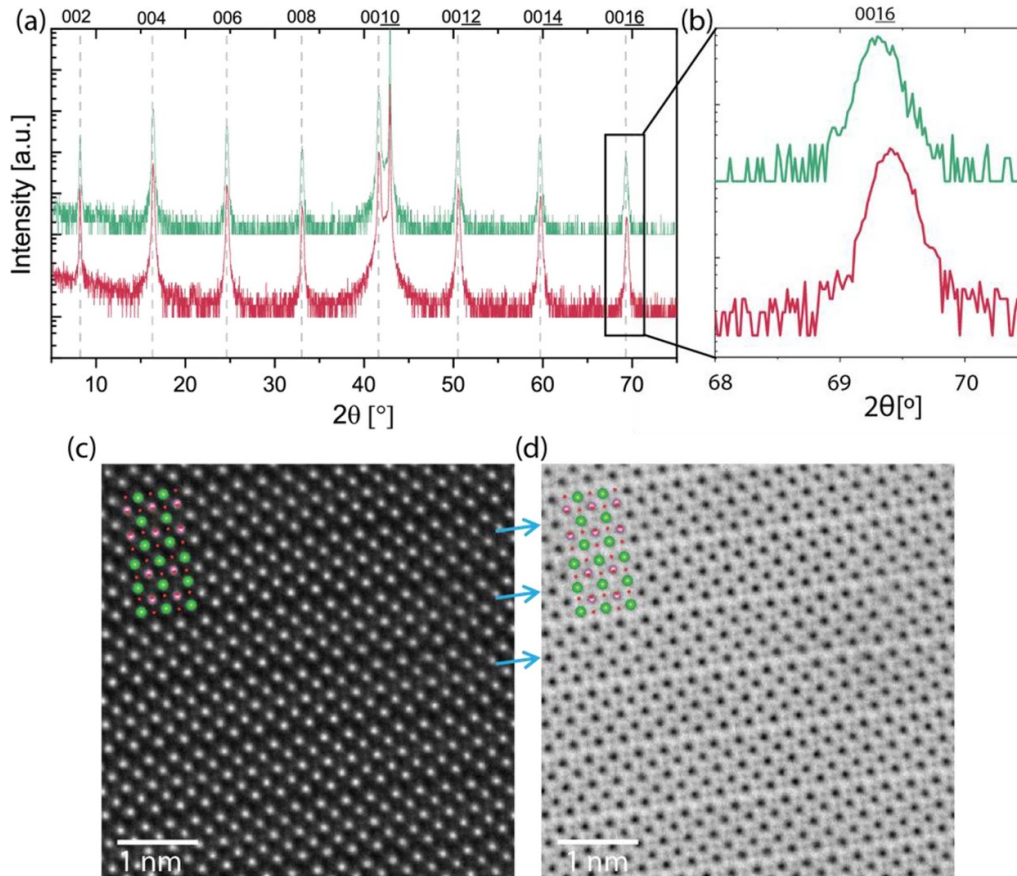 (a)
002 004 006 008 0010 0012 0014 0016
Intensity [a.u.]
10 20 30 40 50 60 70
2θ [°]
(b)
0016
68 69 70
2θ[º]
(c)
1 nm
(d)
1 nm